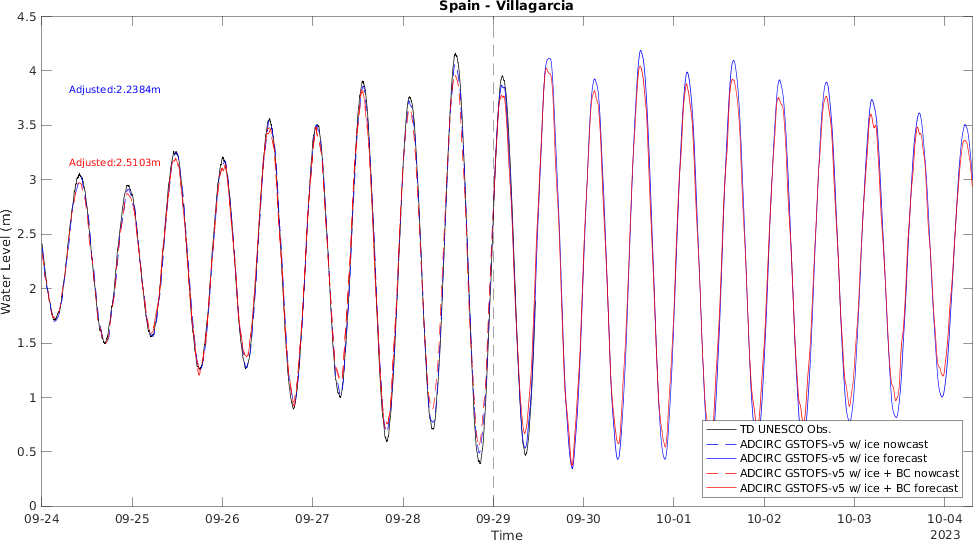 Spain - Villagarcia
4.5
4
3.5
3
2.5
2
1.5
1
0.5
0
Water Level (m)
Adjusted:2.2384m
Adjusted:2.5103m
TD UNESCO Obs.
ADCIRC GSTOFS-v5 w/ ice nowcast
ADCIRC GSTOFS-v5 w/ ice forecast
ADCIRC GSTOFS-v5 w/ ice + BC nowcast
ADCIRC GSTOFS-v5 w/ ice + BC forecast
09-24 09-25 09-26 09-27 09-28 09-29 09-30 10-01 10-02 10-03 10-04
Time
2023